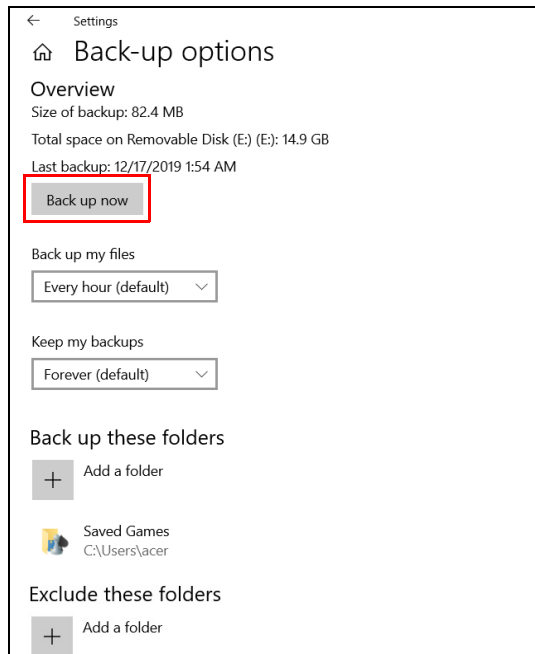 Settings
Back-up options
Overview
Size of backup: 82.4 MB
Total space on Removable Disk (E:) (E:): 14.9 GB
Last backup: 12/17/2019 1:54 AM
Back up now
Back up my files
Every hour (default)
Keep my backups
Forever (default)
Back up these folders
Add a folder
Saved Games
C:\Users\acer
Exclude these folders
Add a folder